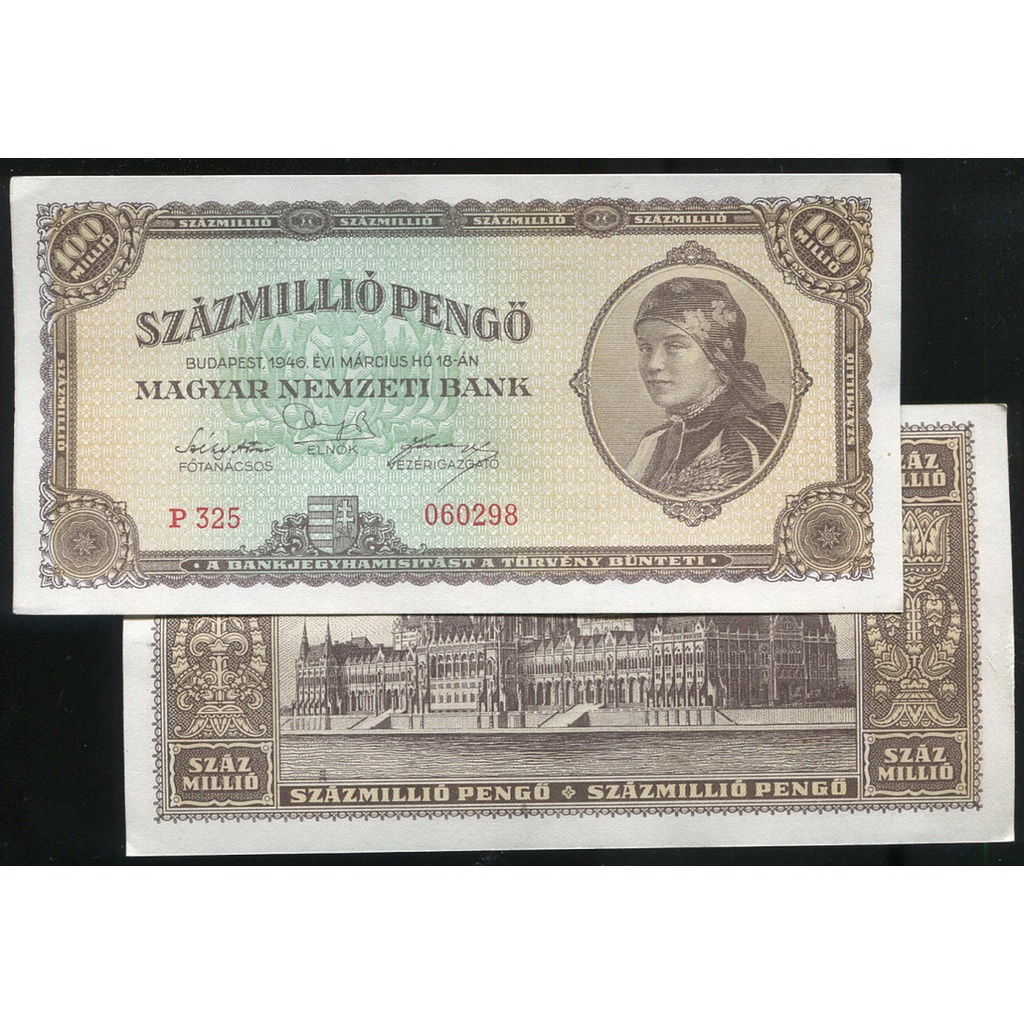 SZÁZMILLIÓ SZÁZMILLIÓ SZÁZMILLIÓ SZÁZMILLIÓ
100 MILLIÓ
100 MILLIÓ
SZÁZMILLIÓ
SZÁZMILLIÓ
SZÁZMILLIÓ PENGŐ
BUDAPEST, 1946. ÉVI MÁRCIUS HÓ 18-ÁN
MAGYAR NEMZETI BANK
FŐTANÁCSOS ELNÖK VEZÉRIGAZGATÓ
P 325 060298
· A BANKJEGYHAMISITÁST A TÖRVÉNY BÜNTETI ·
SZÁZ
MILLIÓ
SZÁZ
MILLIÓ
SZÁZ
MILLIÓ
SZÁZMILLIÓ PENGŐ SZÁZMILLIÓ PENGŐ